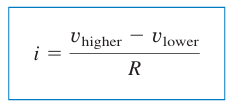 i = (v_higher − v_lower) / R